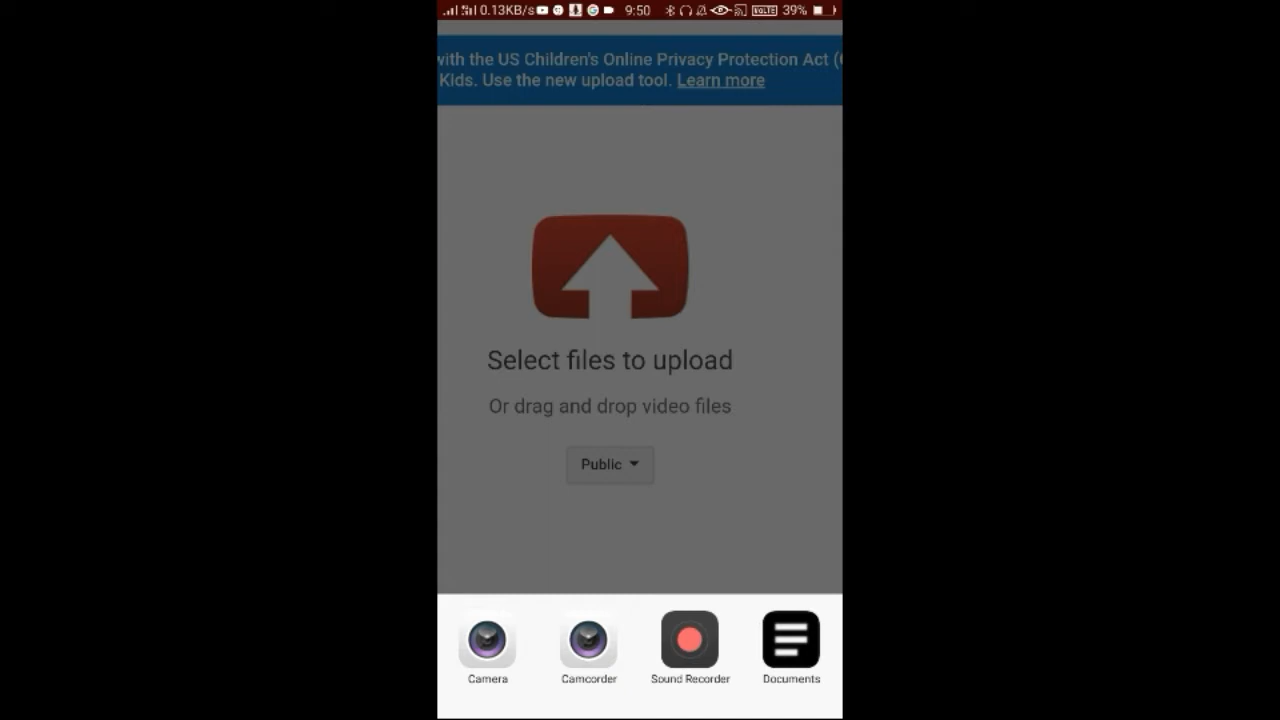 0.13KB/s 9:50 VOLTE 39%
with the US Children's Online Privacy Protection Act (
Kids. Use the new upload tool. Learn more
Select files to upload
Or drag and drop video files
Public
Camera Camcorder Sound Recorder Documents